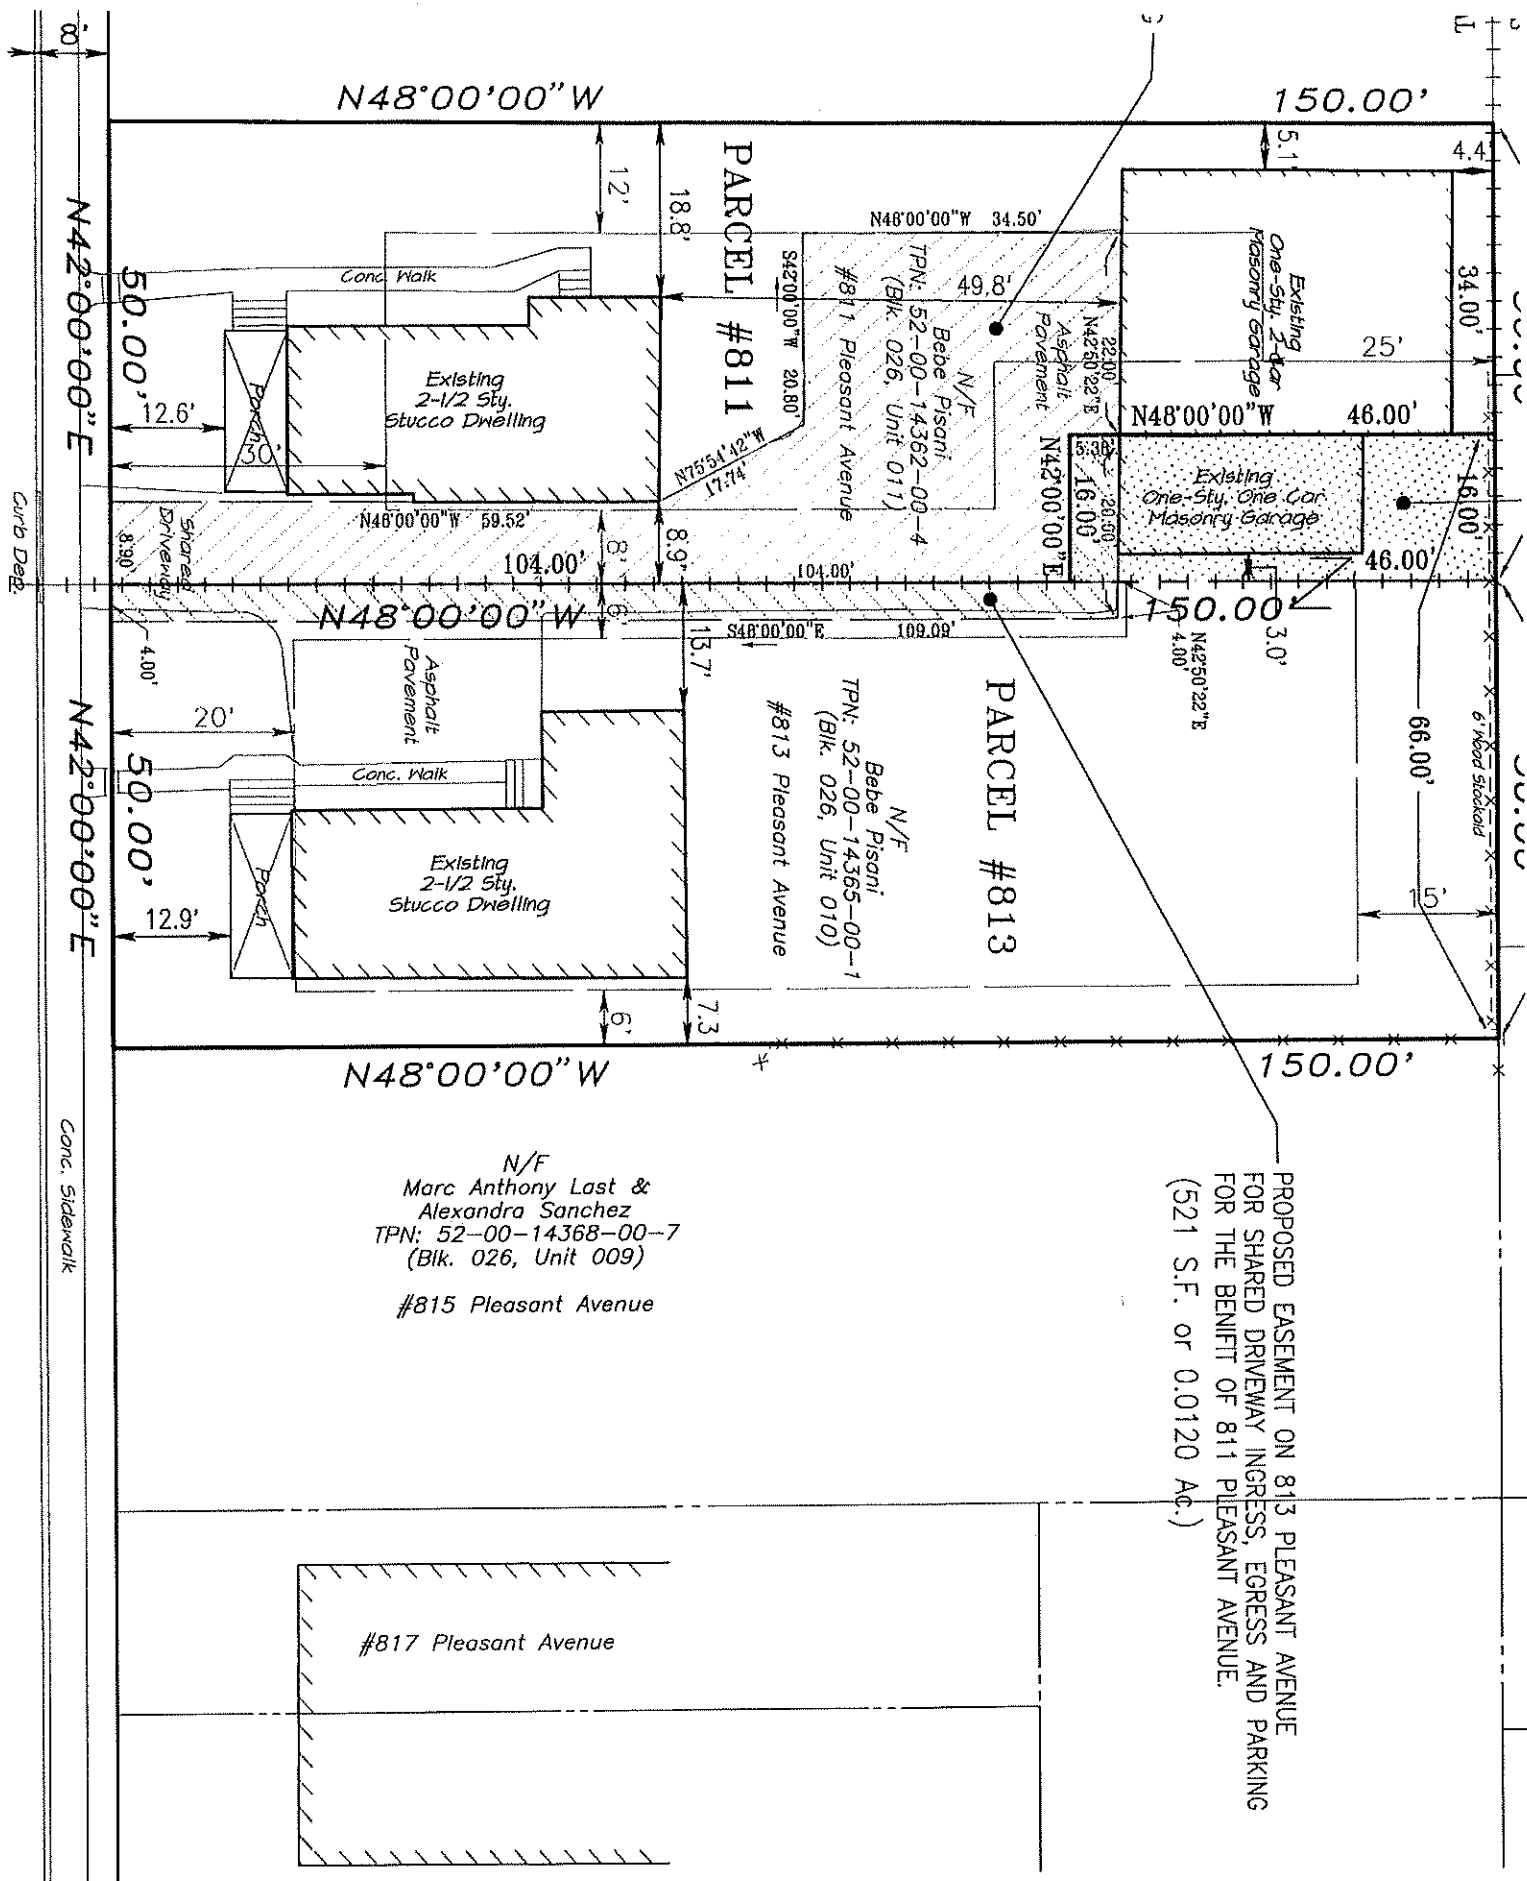 8'
N48°00'00"W
150.00'
5.1'
4.4'
12'
18.8'
PARCEL #811
N48°00'00"W 34.50'
Existing
One-Sty. 2-Car
Masonry Garage
34.00'
Conc. Walk
S42°00'00"W 20.80'
49.8'
N/F
Bebe Pisani
TPN: 52-00-14362-00-4
(Blk. 026, Unit 011)
#811 Pleasant Avenue
Asphalt
Pavement
N42°50'22"E
22.00'
25'
N42°00'00"E
50.00'
12.6'
Porch
30'
Existing
2-1/2 Sty.
Stucco Dwelling
N75°54'42"W
17.74'
N48°00'00"W
46.00'
5.38'
16.00'
20.00'
N42°00'00"E
Existing
One-Sty. One Car
Masonry Garage
16.00'
Curb Dep.
Shared
Driveway
8.90'
N48°00'00"W 59.52'
104.00'
8'
8.9'
104.00'
46.00'
N48°00'00"W
6'
150.00'
S48°00'00"E
109.09'
3.0'
N42°50'22"E
4.00'
4.00'
13.7'
Asphalt
Pavement
20'
PARCEL #813
66.00'
6' Wood Stockaid
N42°00'00"E
50.00'
Conc. Walk
N/F
Bebe Pisani
TPN: 52-00-14365-00-1
(Blk. 026, Unit 010)
#813 Pleasant Avenue
Porch
12.9'
Existing
2-1/2 Sty.
Stucco Dwelling
15'
6'
7.3
N48°00'00"W
150.00'
Conc. Sidewalk
N/F
Marc Anthony Last &
Alexandra Sanchez
TPN: 52-00-14368-00-7
(Blk. 026, Unit 009)
#815 Pleasant Avenue
PROPOSED EASEMENT ON 813 PLEASANT AVENUE
FOR SHARED DRIVEWAY INGRESS, EGRESS AND PARKING
FOR THE BENIFIT OF 811 PLEASANT AVENUE.
(521 S.F. or 0.0120 Ac.)
#817 Pleasant Avenue